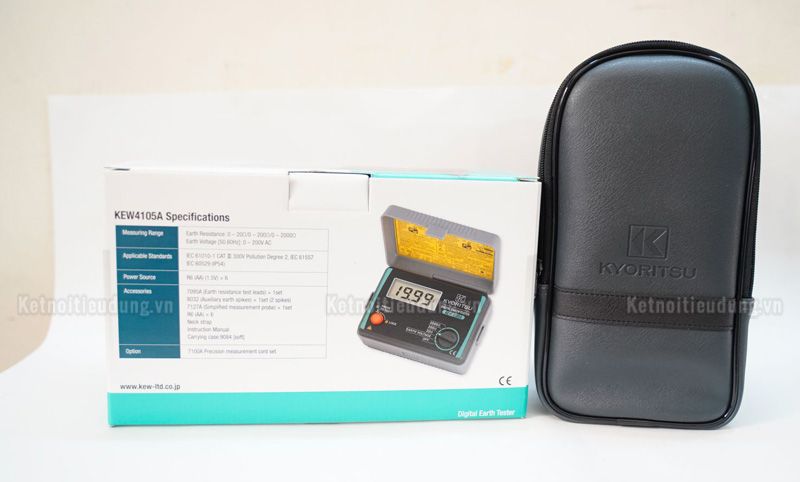 KEW4105A Specifications
Measuring Range
Earth Resistance: 0 ~ 20Ω/0 ~ 200Ω/0 ~ 2000Ω
Earth Voltage [50,60Hz]: 0 ~ 200V AC
Applicable Standards
IEC 61010-1 CAT Ⅲ 300V Pollution Degree 2, IEC 61557
IEC 60529 (IP54)
Power Source
R6 (AA) (1.5V) × 6
Accessories
7095A (Earth resistance test leads) × 1set
8032 (Auxiliary earth spikes) × 1set (2 spikes)
7127A (Simplified measurement probe) × 1set
R6 (AA) × 6
Neck strap
Instruction Manual
Carrying case:9084 [soft]
Option
7100A Precision measurement cord set
www.kew-ltd.co.jp
19.99
KYORITSU
EARTH VOLTAGE
OFF
CE
Digital Earth Tester
KYORITSU
Ketnoitieudung.vn
Ketnoitieudung.vn
Ketnoitieudung.vn